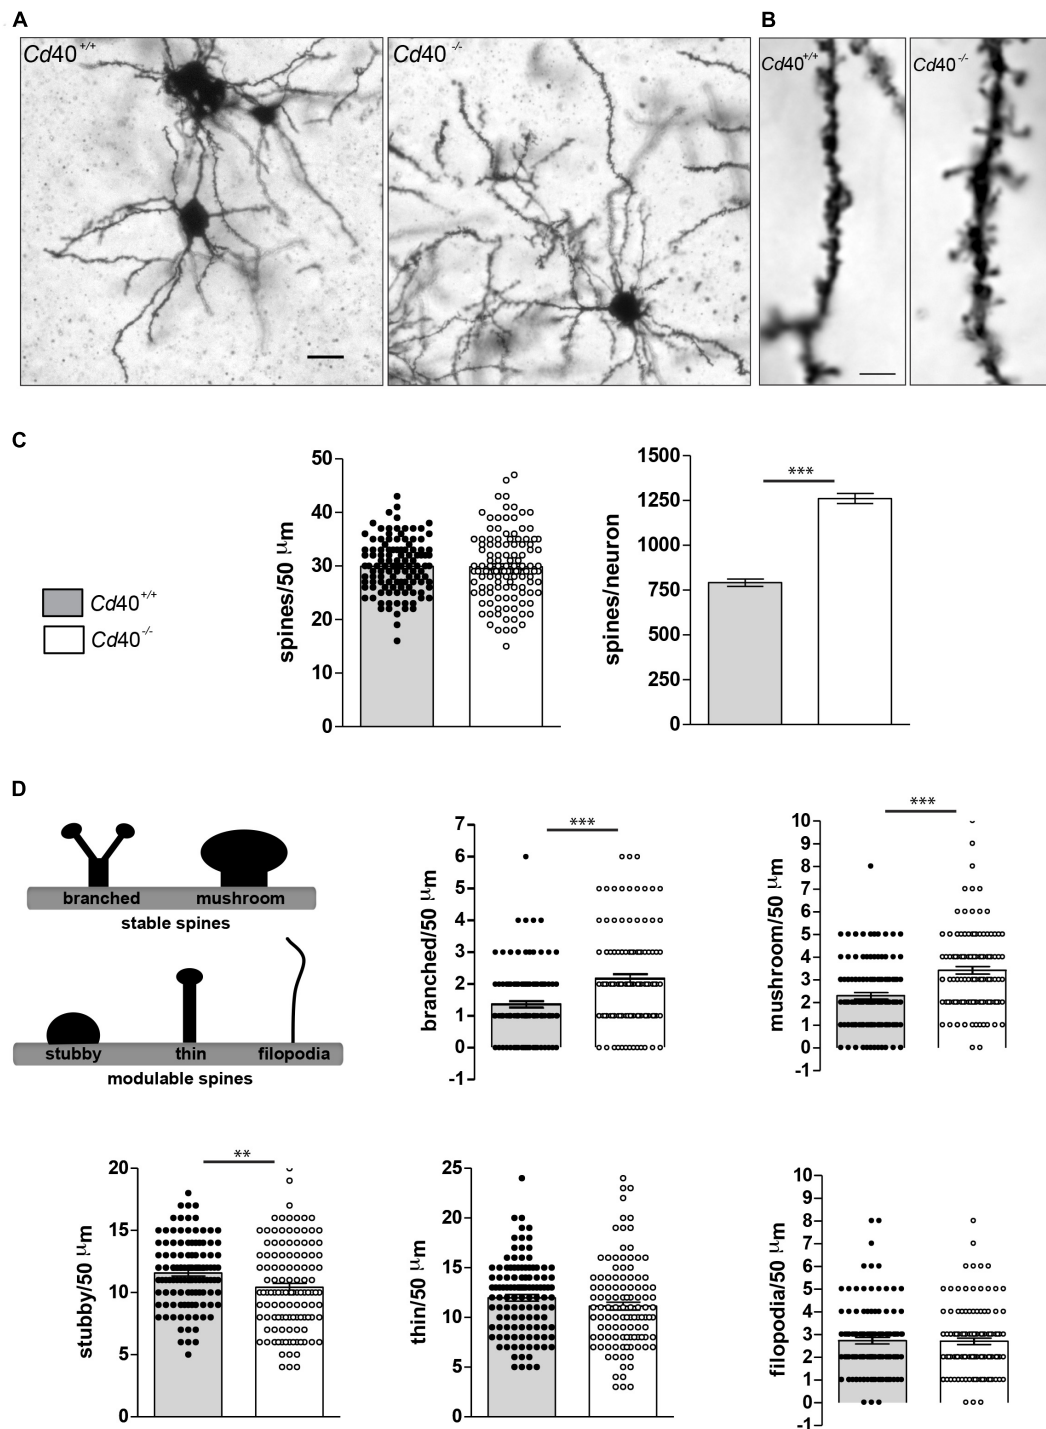 A
B
Cd40 +/+
Cd40 -/-
Cd40 +/+
Cd40 -/-
C
Cd40 +/+
Cd40 -/-
spines/50 µm
50
40
30
20
10
0
spines/neuron
1500
1250
1000
750
500
250
0
***
D
branched
mushroom
stable spines
stubby
thin
filopodia
modulable spines
branched/50 µm
7
6
5
4
3
2
1
0
-1
***
mushroom/50 µm
10
9
8
7
6
5
4
3
2
1
0
-1
***
stubby/50 µm
20
15
10
5
0
**
thin/50 µm
25
20
15
10
5
0
filopodia/50 µm
10
9
8
7
6
5
4
3
2
1
0
-1